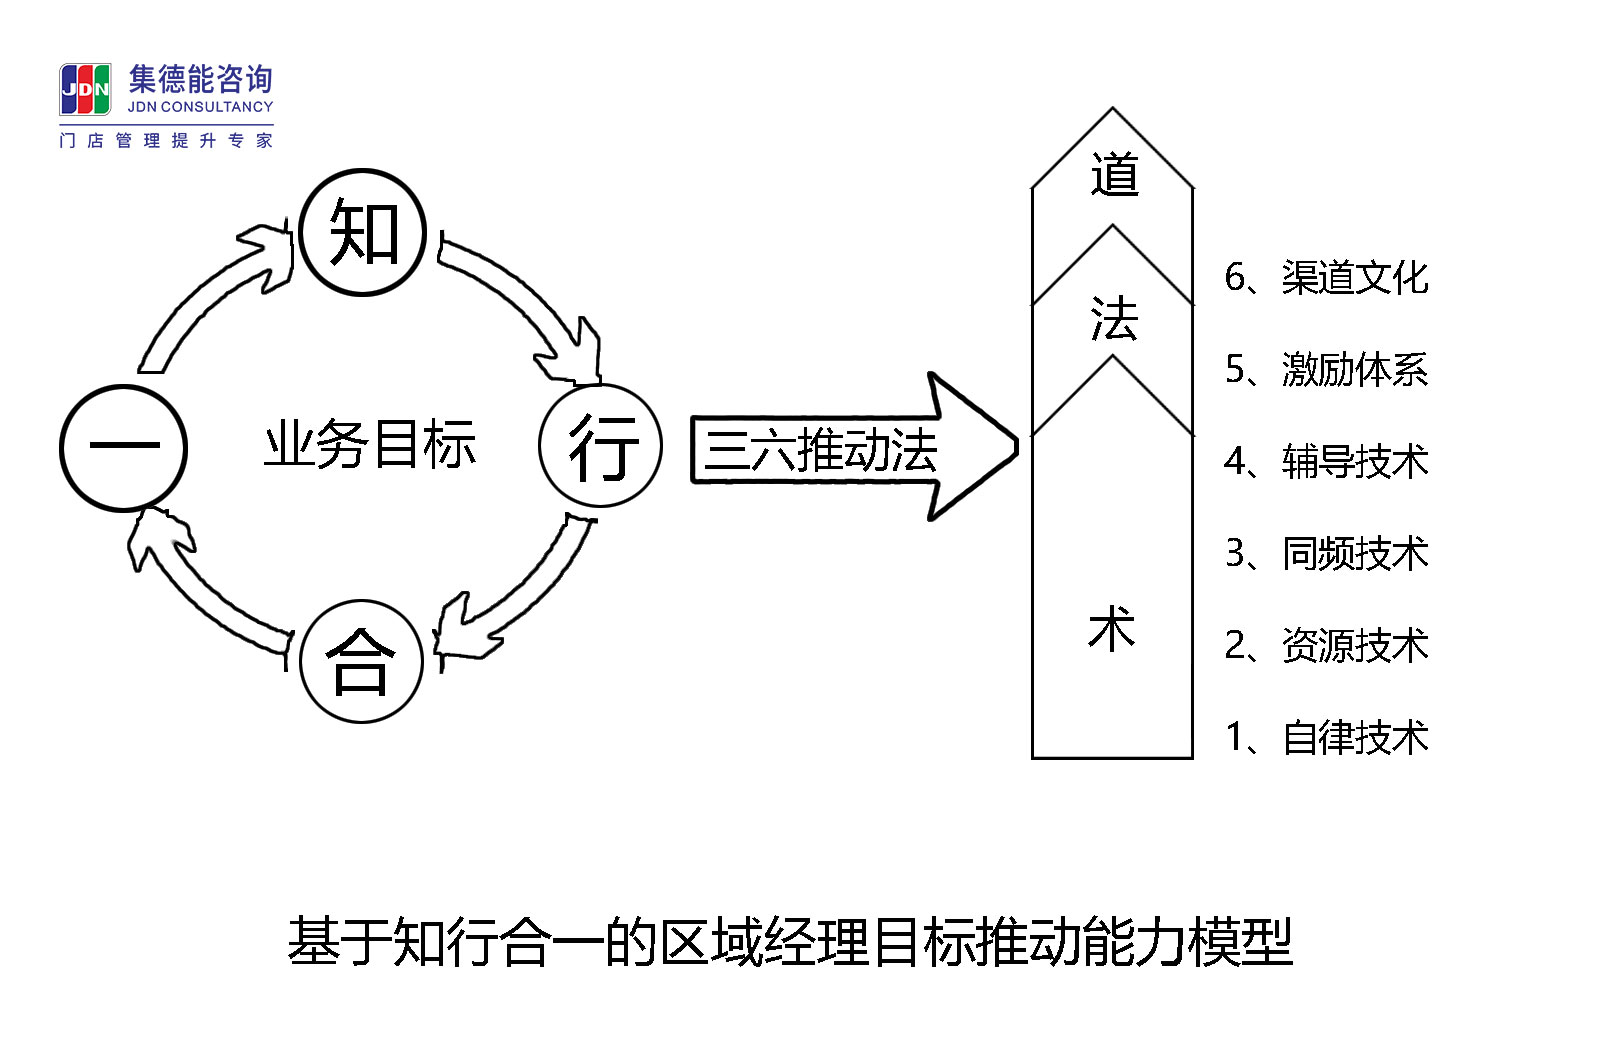 JDN
集德能咨询
JDN CONSULTANCY
门店管理提升专家
知
一
业务目标
行
合
三六推动法
道
法
术
6、渠道文化
5、激励体系
4、辅导技术
3、同频技术
2、资源技术
1、自律技术
基于知行合一的区域经理目标推动能力模型